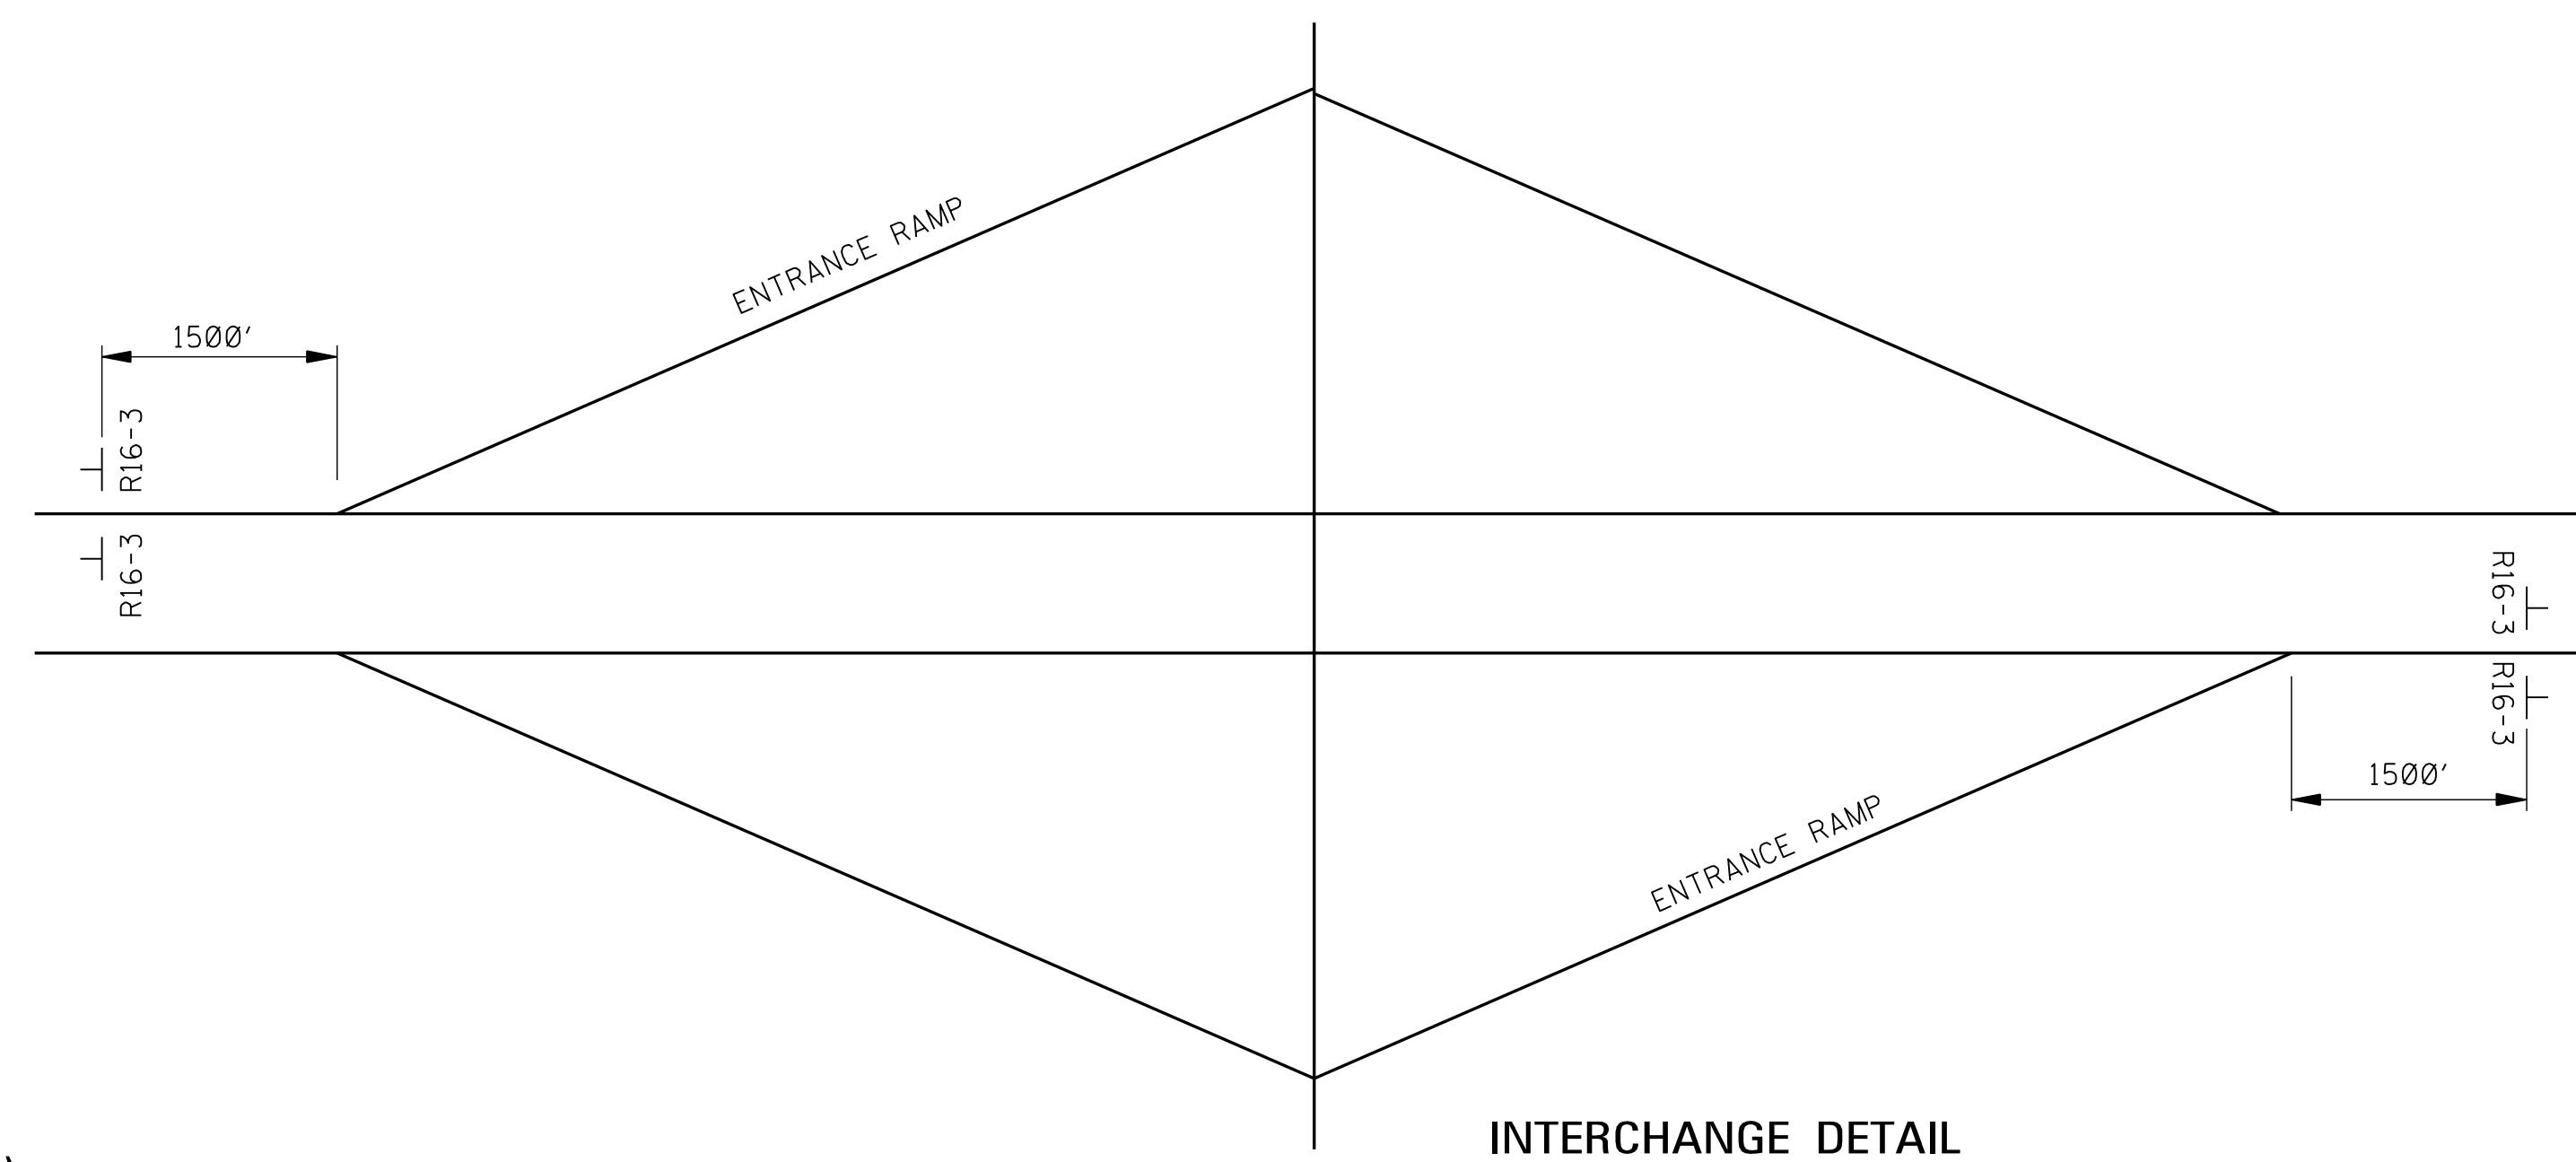 ENTRANCE RAMP
1500'
R16-3
R16-3
R16-3
R16-3
1500'
ENTRANCE RAMP
INTERCHANGE DETAIL